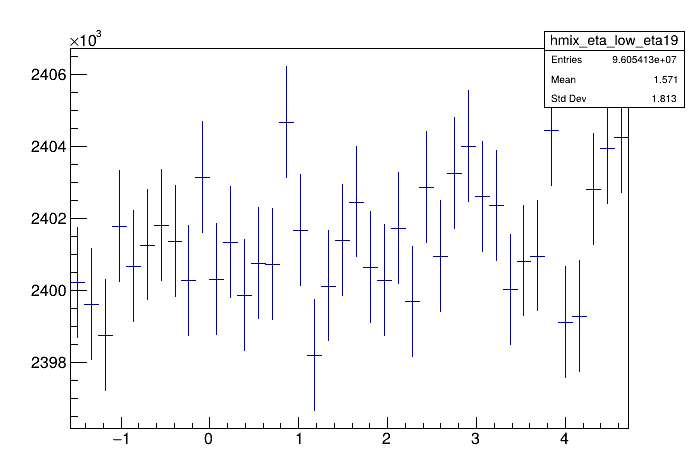 ×10³
hmix_eta_low_eta19
Entries 9.605413e+07
Mean 1.571
Std Dev 1.813
2406
2404
2402
2400
2398
−1 0 1 2 3 4